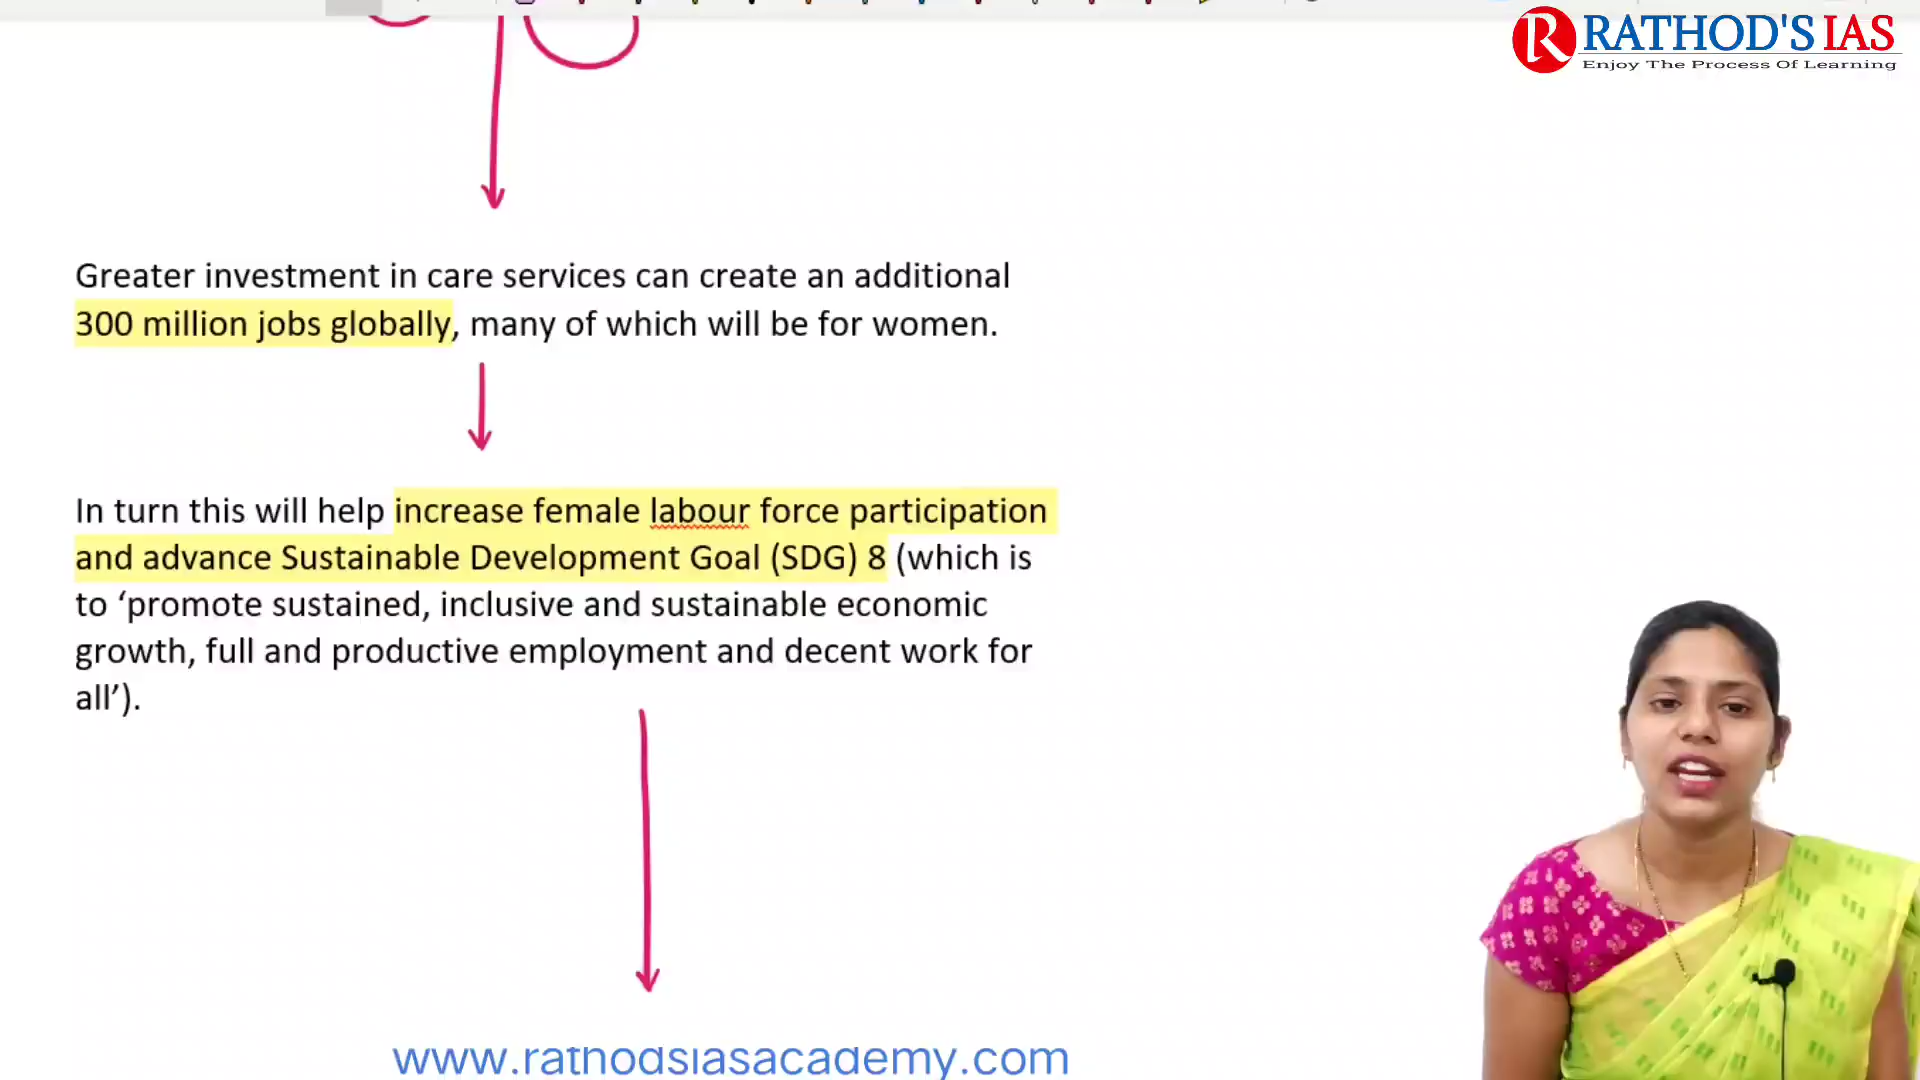 RATHOD'S IAS
Enjoy The Process Of Learning
Greater investment in care services can create an additional
300 million jobs globally, many of which will be for women.
In turn this will help increase female labour force participation
and advance Sustainable Development Goal (SDG) 8 (which is
to ‘promote sustained, inclusive and sustainable economic
growth, full and productive employment and decent work for
all’).
www.rathodsiasacademy.com